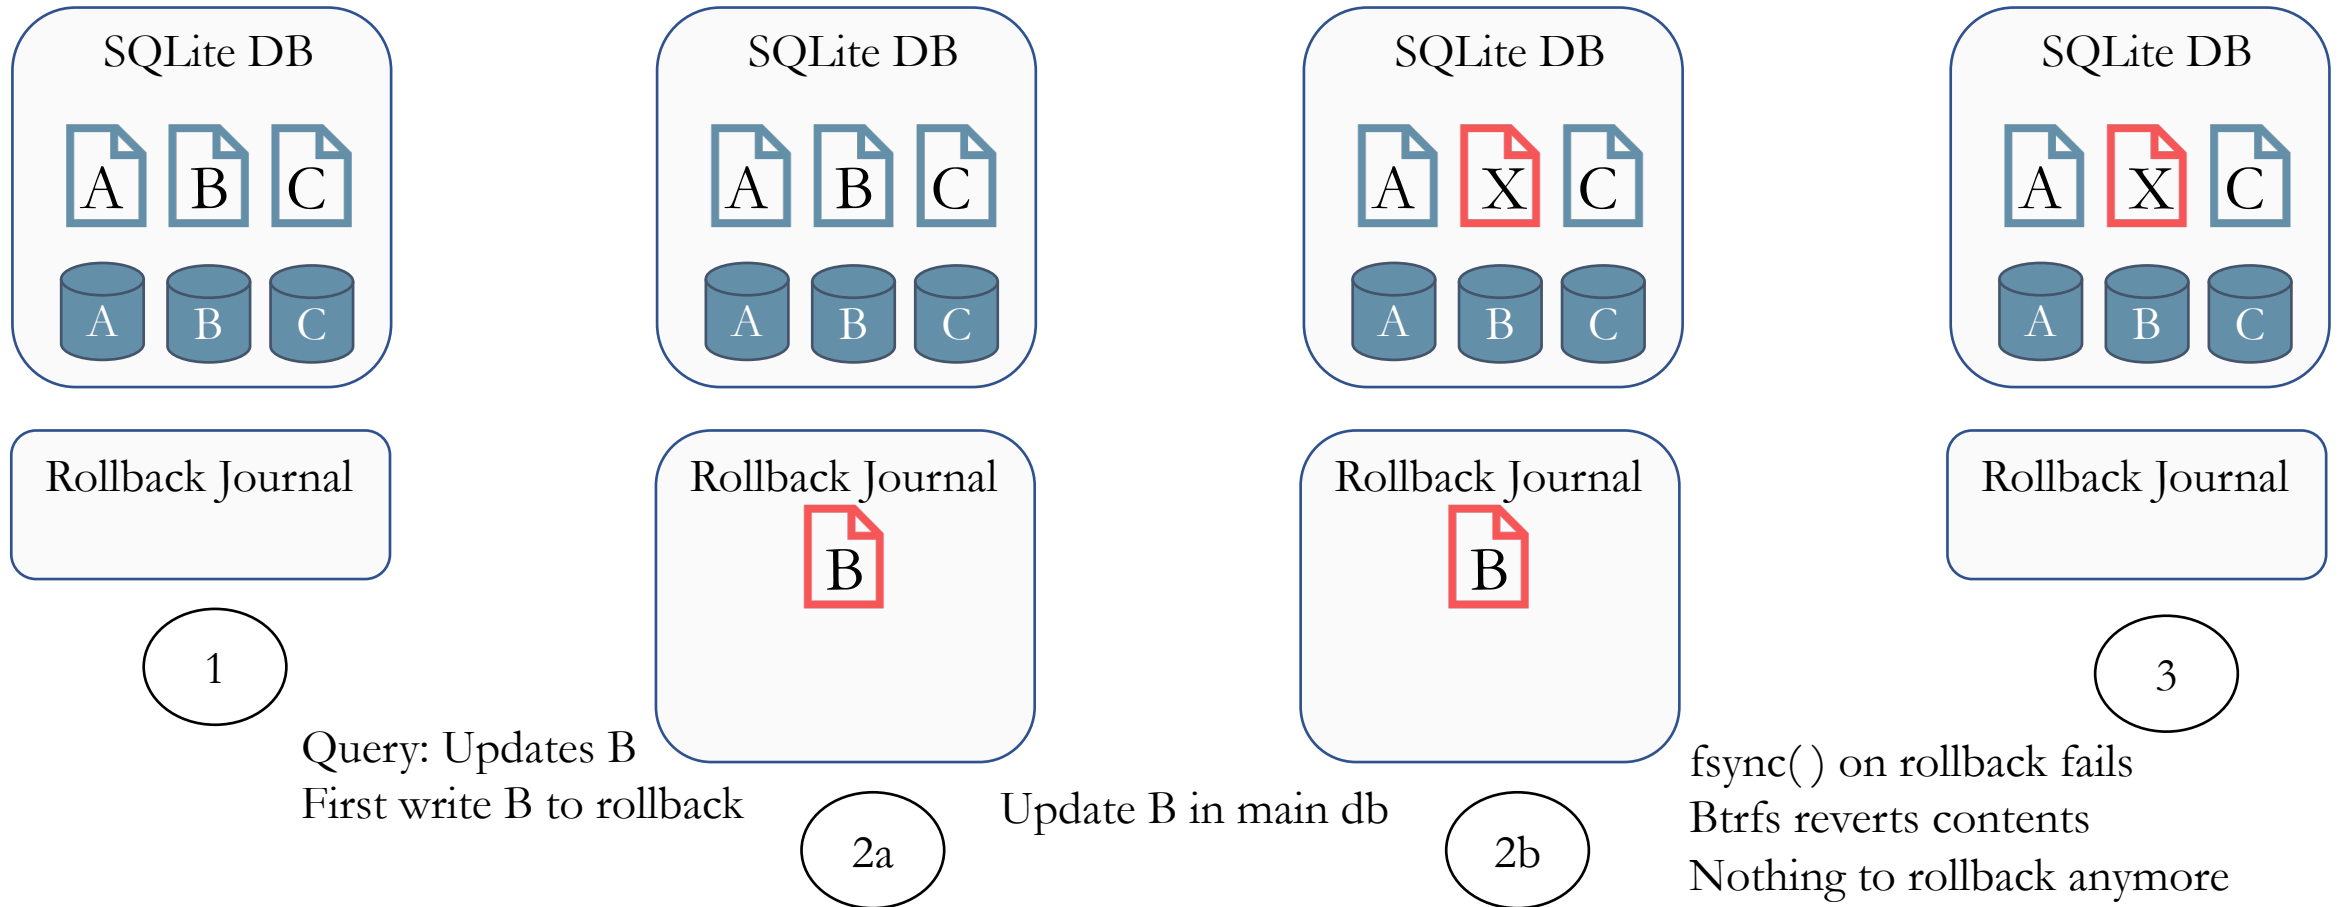 SQLite DB
A B C
A B C
Rollback Journal
1
Query: Updates B
First write B to rollback
SQLite DB
A B C
A B C
Rollback Journal
B
2a
Update B in main db
SQLite DB
A X C
A B C
Rollback Journal
B
2b
fsync( ) on rollback fails
Btrfs reverts contents
Nothing to rollback anymore
SQLite DB
A X C
A B C
Rollback Journal
3